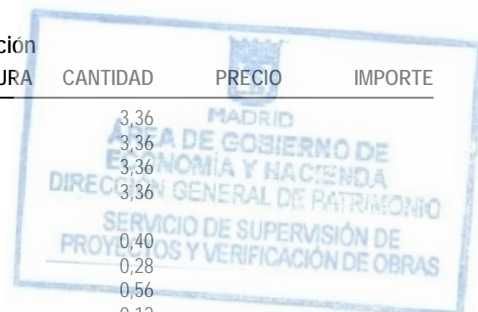 ción
URA CANTIDAD PRECIO IMPORTE
3,36
3,36
3,36
3,36
0,40
0,28
0,56
0,12
MADRID
ÁREA DE GOBIERNO DE
ECONOMÍA Y HACIENDA
DIRECCIÓN GENERAL DE PATRIMONIO
SERVICIO DE SUPERVISIÓN DE
PROYECTOS Y VERIFICACIÓN DE OBRAS